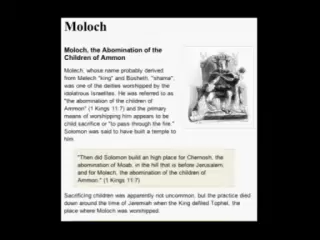 Moloch
Moloch, the Abomination of the
Children of Ammon
Molech, whose name probably derived
from Melech "king" and Bosheth, "shame",
was one of the deities worshipped by the
idolatrous Israelites. He was referred to as
"the abomination of the children of
Ammon" (1 Kings 11:7) and the primary
means of worshipping him appears to be
child sacrifice or "to pass through the fire."
Solomon was said to have built a temple to
him.
"Then did Solomon build an high place for Chemosh, the
abomination of Moab, in the hill that is before Jerusalem,
and for Molech, the abomination of the children of
Ammon." (1 Kings 11:7)
Sacrificing children was apparently not uncommon, but the practice died
down around the time of Jeremiah when the King defiled Tophet, the
place where Moloch was worshipped.